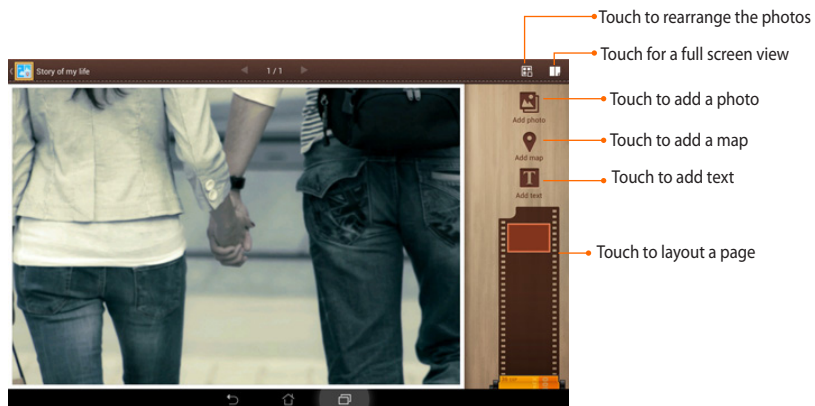 Touch to rearrange the photos
Touch for a full screen view
Story of my life
1 / 1
Touch to add a photo
Add photo
Touch to add a map
Add map
Touch to add text
Add text
Touch to layout a page